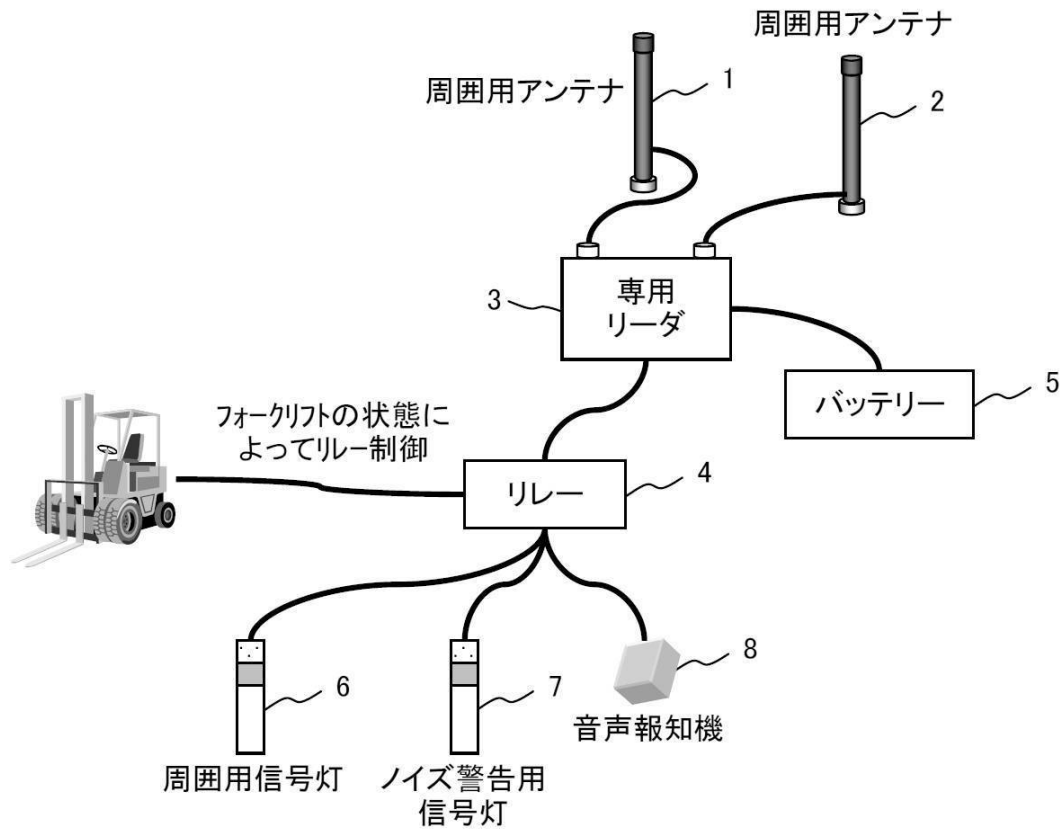 周囲用アンテナ
周囲用アンテナ
1
2
3
専用
リーダ
5
バッテリー
フォークリフトの状態に
よってリレー制御
4
リレー
6
7
8
音声報知機
周囲用信号灯
ノイズ警告用
信号灯